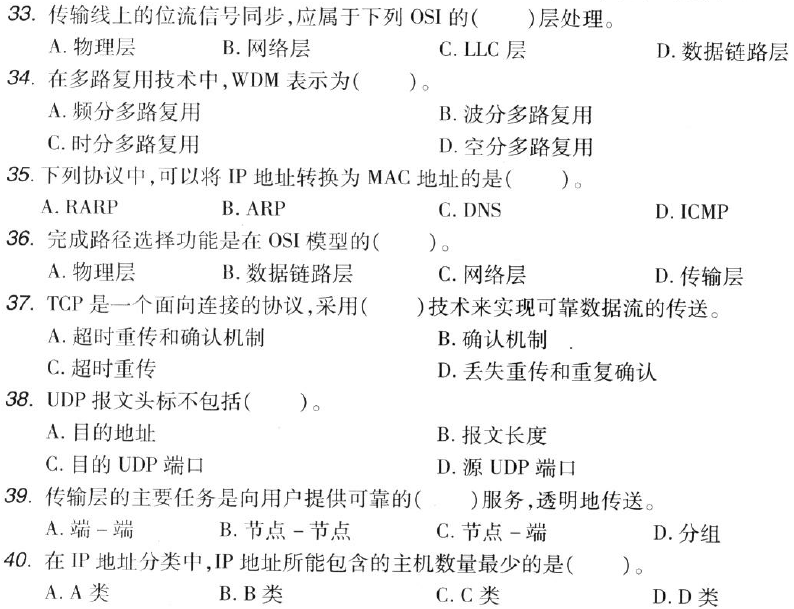 33. 传输线上的位流信号同步,应属于下列 OSI 的(  )层处理。
A. 物理层 B. 网络层 C. LLC 层 D. 数据链路层
34. 在多路复用技术中,WDM 表示为(  )。
A. 频分多路复用 B. 波分多路复用
C. 时分多路复用 D. 空分多路复用
35. 下列协议中,可以将 IP 地址转换为 MAC 地址的是(  )。
A. RARP B. ARP C. DNS D. ICMP
36. 完成路径选择功能是在 OSI 模型的(  )。
A. 物理层 B. 数据链路层 C. 网络层 D. 传输层
37. TCP 是一个面向连接的协议,采用(  )技术来实现可靠数据流的传送。
A. 超时重传和确认机制 B. 确认机制
C. 超时重传 D. 丢失重传和重复确认
38. UDP 报文头标不包括(  )。
A. 目的地址 B. 报文长度
C. 目的 UDP 端口 D. 源 UDP 端口
39. 传输层的主要任务是向用户提供可靠的(  )服务,透明地传送。
A. 端－端 B. 节点－节点 C. 节点－端 D. 分组
40. 在 IP 地址分类中,IP 地址所能包含的主机数量最少的是(  )。
A. A 类 B. B 类 C. C 类 D. D 类